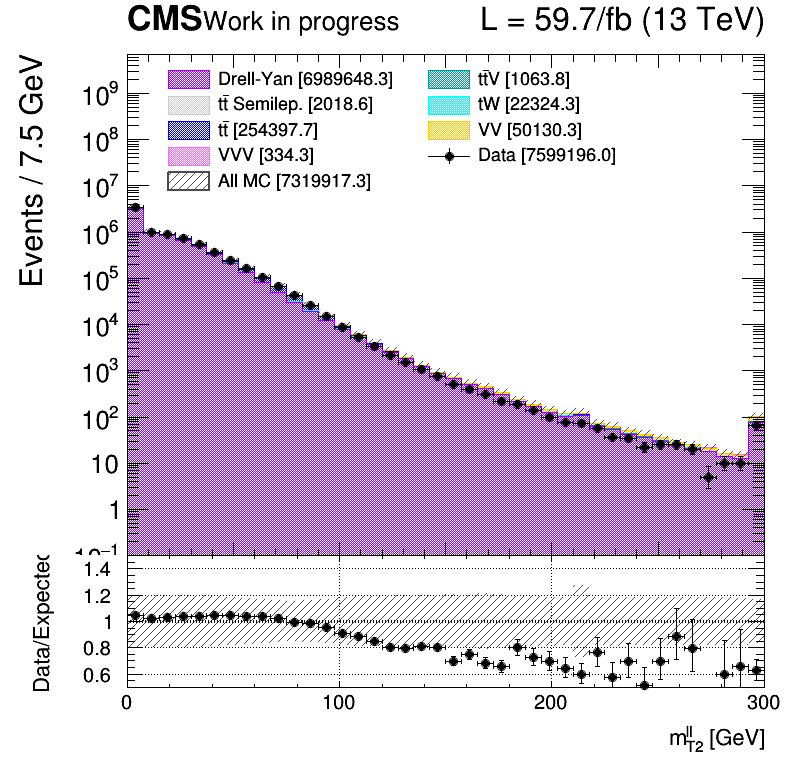 CMS Work in progress L = 59.7/fb (13 TeV)
Events / 7.5 GeV
Drell-Yan [6989648.3]
tt̄V [1063.8]
tt̄ Semilep. [2018.6]
tW [22324.3]
tt̄ [254397.7]
VV [50130.3]
VVV [334.3]
Data [7599196.0]
All MC [7319917.3]
10⁹
10⁸
10⁷
10⁶
10⁵
10⁴
10³
10²
10
1
10⁻¹
Data/Expected
1.4
1.2
1
0.8
0.6
0 100 200 300
m_T2^ll [GeV]